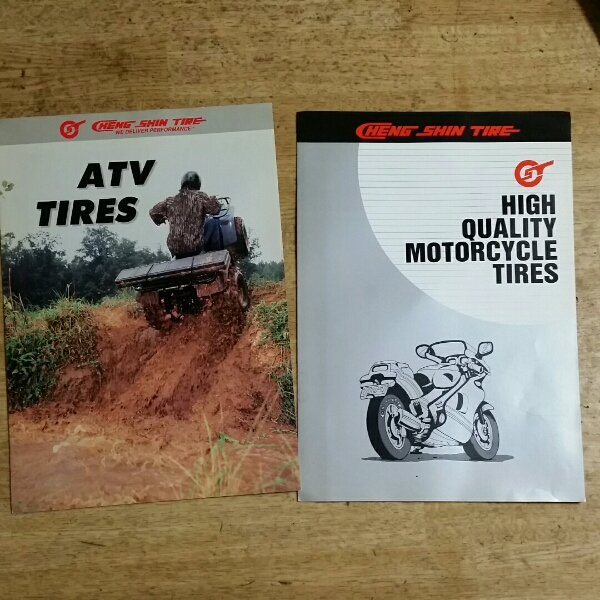 CHENG SHIN TIRE
WE DELIVER PERFORMANCE
ATV
TIRES
CHENG SHIN TIRE
HIGH
QUALITY
MOTORCYCLE
TIRES